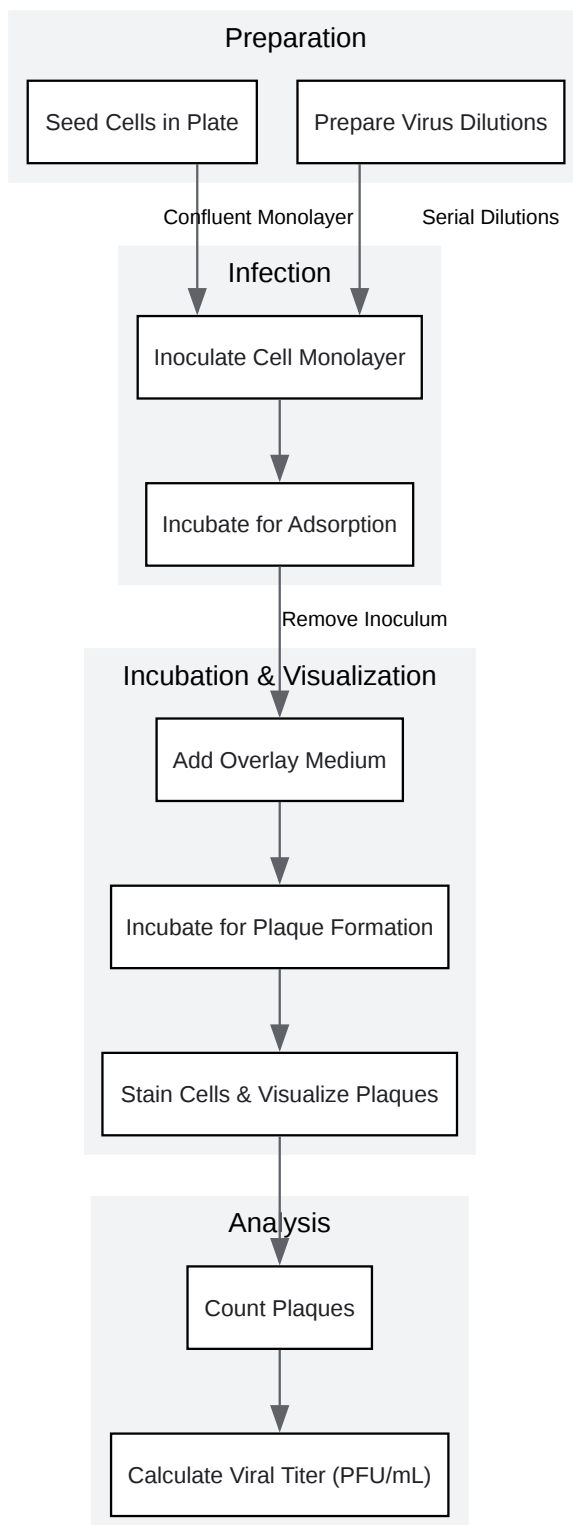 Preparation
Seed Cells in Plate
Prepare Virus Dilutions
Confluent Monolayer
Serial Dilutions
Infection
Inoculate Cell Monolayer
Incubate for Adsorption
Remove Inoculum
Incubation & Visualization
Add Overlay Medium
Incubate for Plaque Formation
Stain Cells & Visualize Plaques
Analysis
Count Plaques
Calculate Viral Titer (PFU/mL)